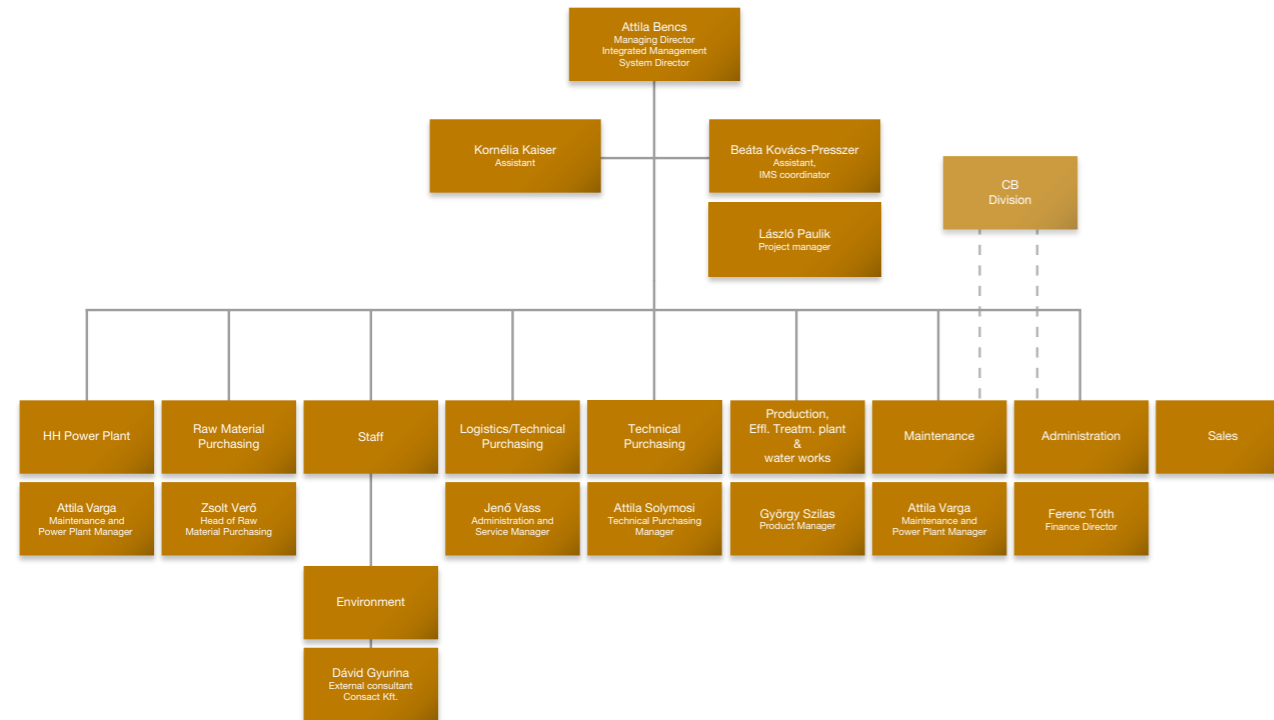 Attila Bencs
Managing Director
Integrated Management
System Director
Kornélia Kaiser
Assistant
Beáta Kovács-Presszer
Assistant,
IMS coordinator
László Paulik
Project manager
CB
Division
HH Power Plant
Raw Material
Purchasing
Staff
Logistics/Technical
Purchasing
Technical
Purchasing
Production,
Effl. Treatm. plant
&
water works
Maintenance
Administration
Sales
Attila Varga
Maintenance and
Power Plant Manager
Zsolt Verő
Head of Raw
Material Purchasing
Jenő Vass
Administration and
Service Manager
Attila Solymosi
Technical Purchasing
Manager
György Szilas
Product Manager
Attila Varga
Maintenance and
Power Plant Manager
Ferenc Tóth
Finance Director
Environment
Dávid Gyurina
External consultant
Consact Kft.